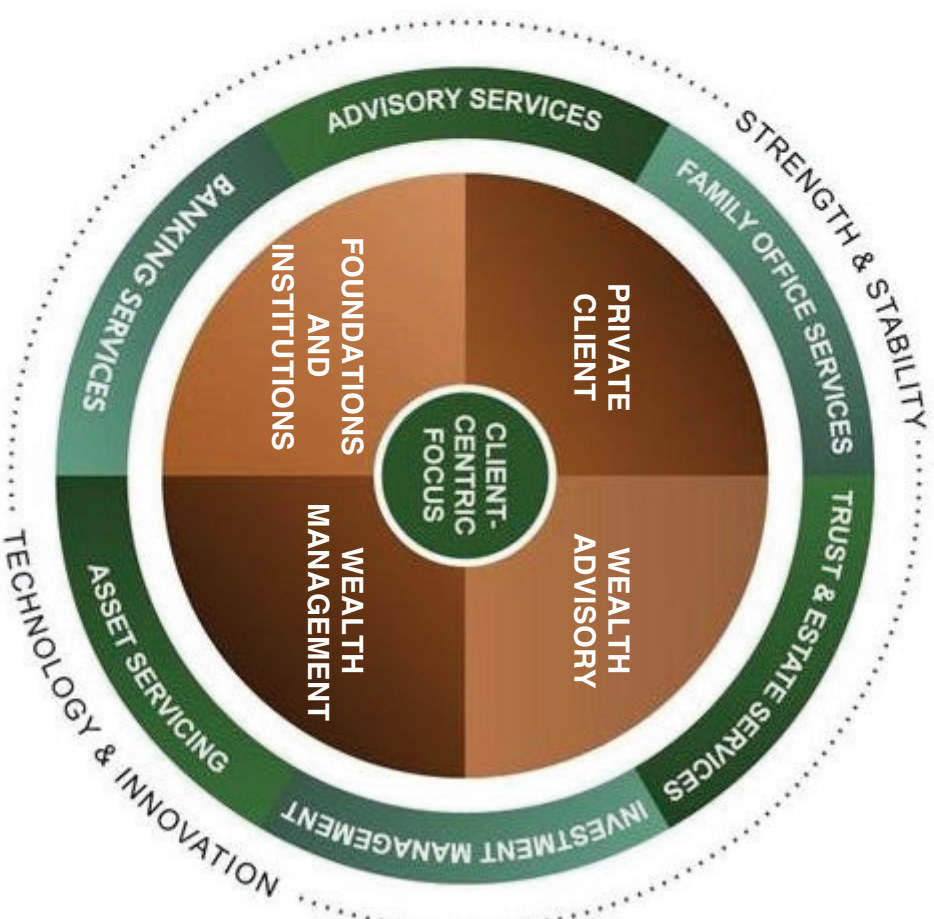 STRENGTH & STABILITY
ADVISORY SERVICES
FAMILY OFFICE SERVICES
TRUST & ESTATE SERVICES
INVESTMENT MANAGEMENT
ASSET SERVICING
BANKING SERVICES
PRIVATE
CLIENT
WEALTH
ADVISORY
FOUNDATIONS
AND
INSTITUTIONS
WEALTH
MANAGEMENT
CLIENT-
CENTRIC
FOCUS
TECHNOLOGY & INNOVATION